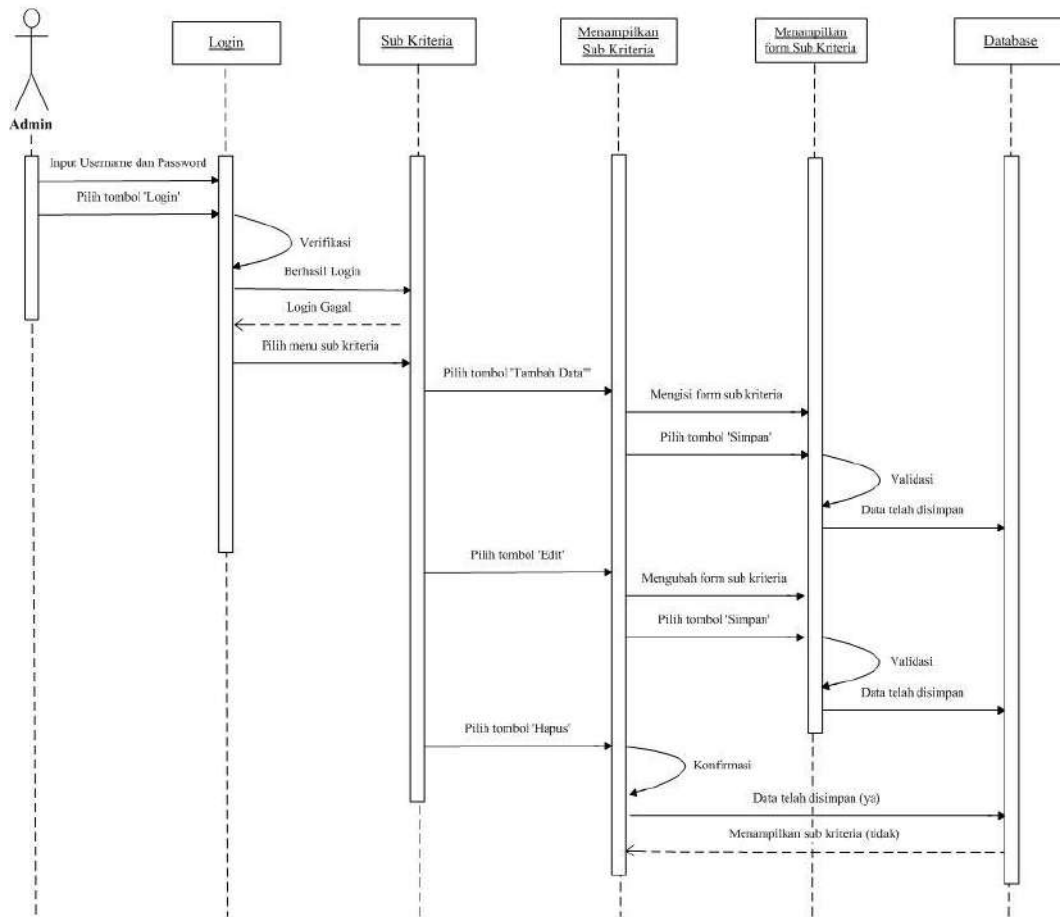 Login
Sub Kriteria
Menampilkan
Sub Kriteria
Menampilkan
form Sub Kriteria
Database
Admin
Input Username dan Password
Pilih tombol 'Login'
Verifikasi
Berhasil Login
Login Gagal
Pilih menu sub kriteria
Pilih tombol 'Tambah Data''
Mengisi form sub kriteria
Pilih tombol 'Simpan'
Validasi
Data telah disimpan
Pilih tombol 'Edit'
Mengubah form sub kriteria
Pilih tombol 'Simpan'
Validasi
Data telah disimpan
Pilih tombol 'Hapus'
Konfirmasi
Data telah disimpan (ya)
Menampilkan sub kriteria (tidak)